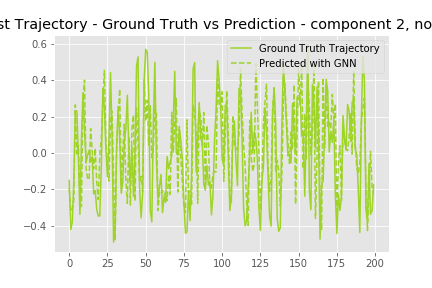 st Trajectory - Ground Truth vs Prediction - component 2, no
Ground Truth Trajectory
Predicted with GNN
0.6
0.4
0.2
0.0
−0.2
−0.4
0 25 50 75 100 125 150 175 200